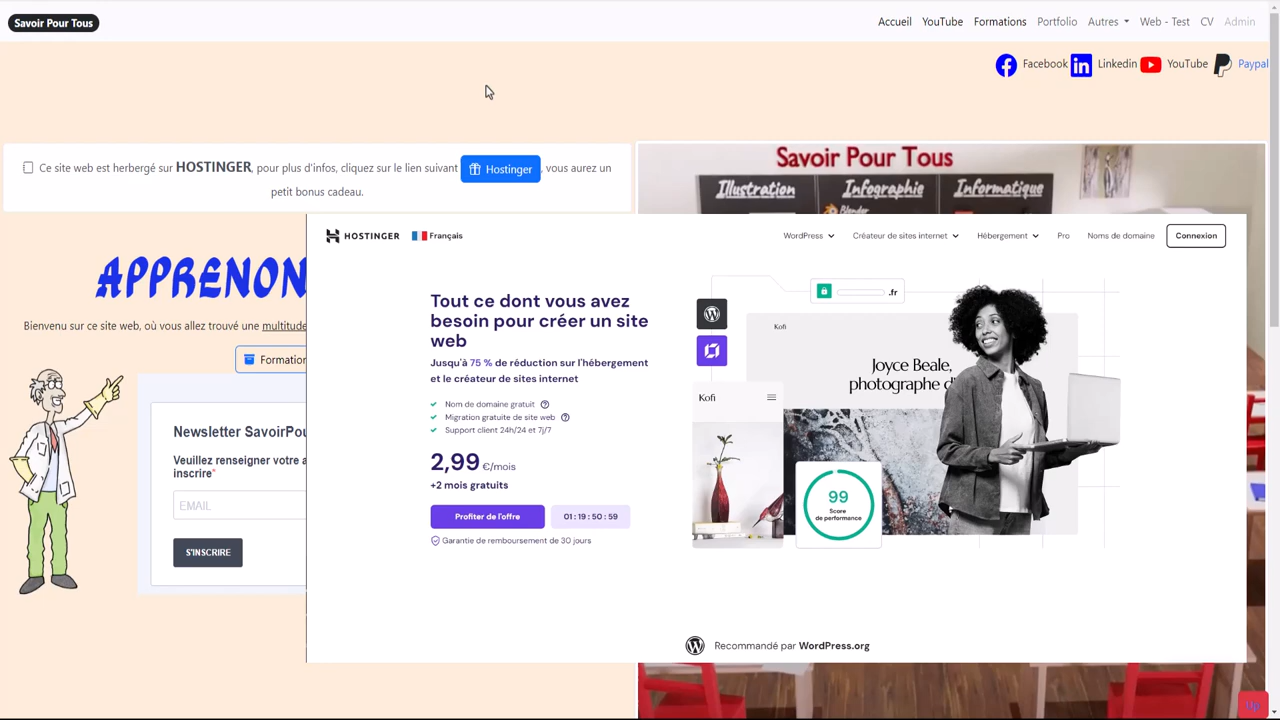 Savoir Pour Tous
Accueil YouTube Formations Portfolio Autres Web - Test CV Admin
Facebook Linkedin YouTube Paypal
Ce site web est herbergé sur HOSTINGER, pour plus d'infos, cliquez sur le lien suivant Hostinger, vous aurez un
petit bonus cadeau.
Savoir Pour Tous
Illustration Infographie Informatique
Blender
APPRENON
Bienvenu sur ce site web, où vous allez trouvé une multitude
Formation
Newsletter SavoirPou
Veuillez renseigner votre a
inscrire*
EMAIL
S'INSCRIRE
HOSTINGER Français
WordPress Créateur de sites internet Hébergement Pro Noms de domaine Connexion
Tout ce dont vous avez
besoin pour créer un site
web
Jusqu'à 75 % de réduction sur l'hébergement
et le créateur de sites internet
Nom de domaine gratuit
Migration gratuite de site web
Support client 24h/24 et 7j/7
2,99 €/mois
+2 mois gratuits
Profiter de l'offre 01 : 19 : 50 : 59
Garantie de remboursement de 30 jours
.fr
Kofi
Joyce Beale,
photographe d'
Kofi
99
Score
de performance
Recommandé par WordPress.org
Up